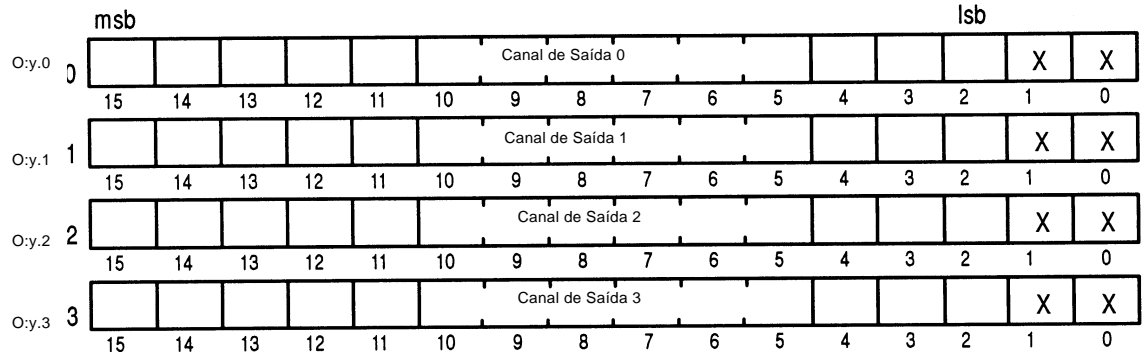 msb lsb
O:y.0 0 Canal de Saída 0 X X
15 14 13 12 11 10 9 8 7 6 5 4 3 2 1 0
O:y.1 1 Canal de Saída 1 X X
15 14 13 12 11 10 9 8 7 6 5 4 3 2 1 0
O:y.2 2 Canal de Saída 2 X X
15 14 13 12 11 10 9 8 7 6 5 4 3 2 1 0
O:y.3 3 Canal de Saída 3 X X
15 14 13 12 11 10 9 8 7 6 5 4 3 2 1 0